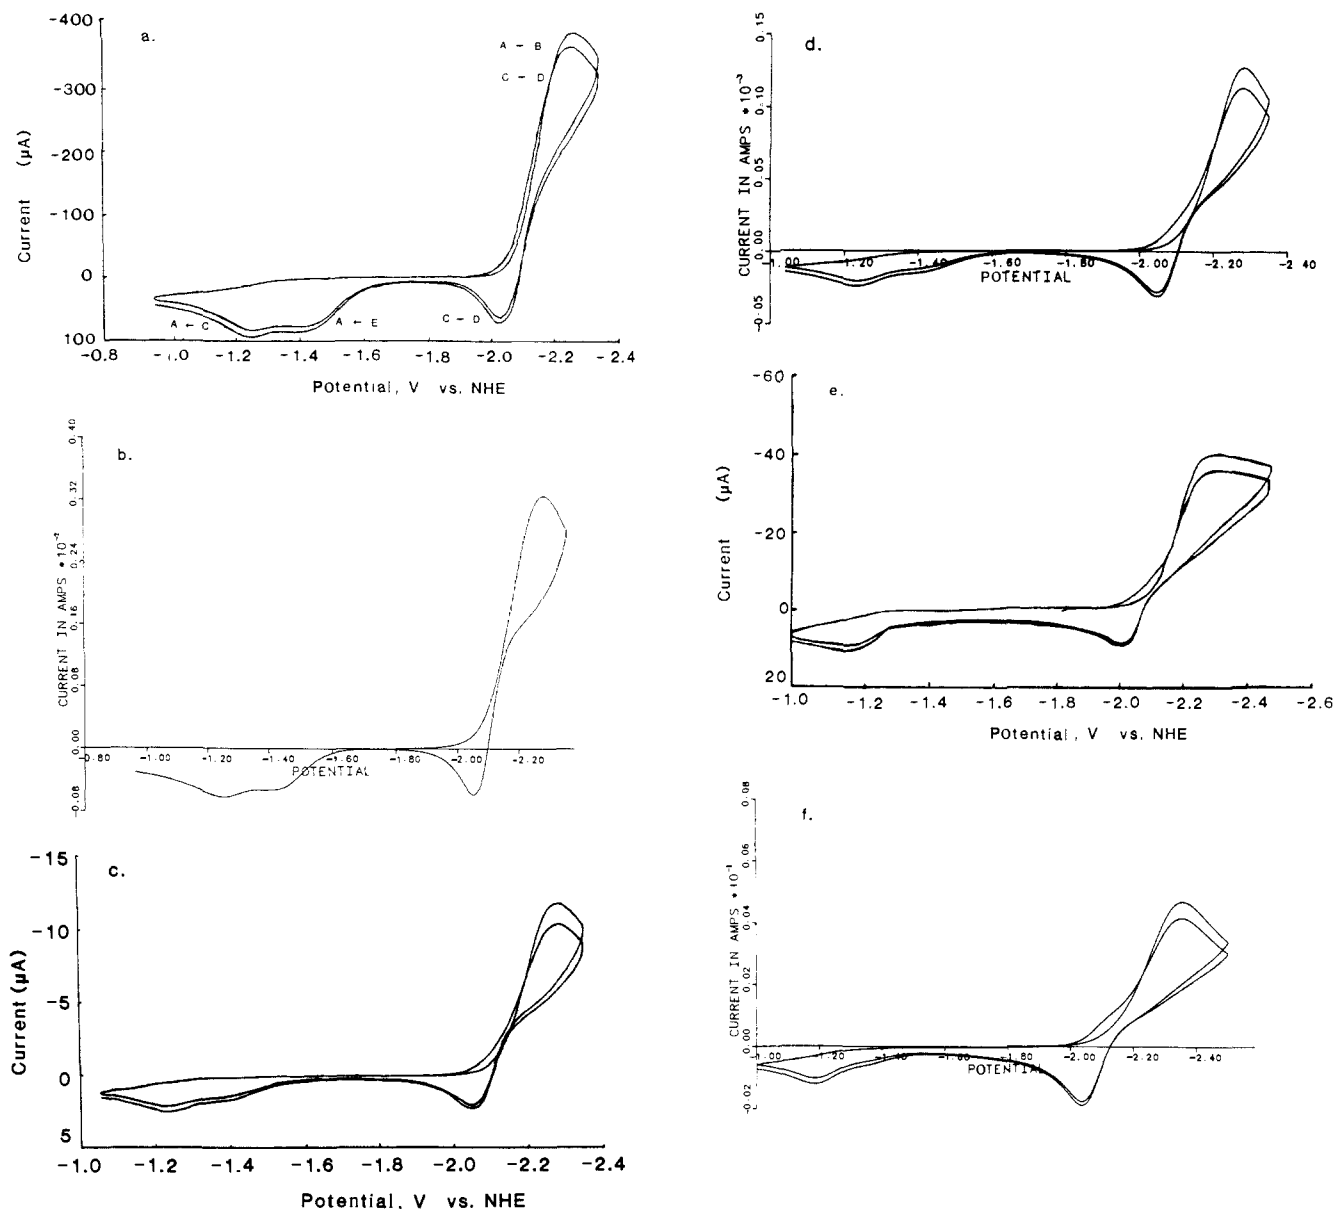 a.
-400
-300
-200
-100
0
100
Current (µA)
A - B
C - D
A - C
A - E
C - D
-0.8 -1.0 -1.2 -1.4 -1.6 -1.8 -2.0 -2.2 -2.4
Potential, V vs. NHE
b.
0.40
0.32
0.24
0.16
0.08
0.00
-0.08
CURRENT IN AMPS
-0.80 -1.00 -1.20 -1.40 -1.60 -1.80 -2.00 -2.20
POTENTIAL
c.
-15
-10
-5
0
5
Current (µA)
-1.0 -1.2 -1.4 -1.6 -1.8 -2.0 -2.2 -2.4
Potential, V vs. NHE
d.
0.15
0.10
0.05
0.00
-0.05
CURRENT IN AMPS
1.00 -1.20 -1.40 -1.60 -1.80 -2.00 -2.20 -2.40
POTENTIAL
e.
-60
-40
-20
0
20
Current (µA)
-1.0 -1.2 -1.4 -1.6 -1.8 -2.0 -2.2 -2.4 -2.6
Potential, V vs. NHE
f.
0.08
0.06
0.04
0.02
0.00
-0.02
CURRENT IN AMPS
-1.00 -1.20 -1.40 -1.60 -1.80 -2.00 -2.20 -2.50
POTENTIAL